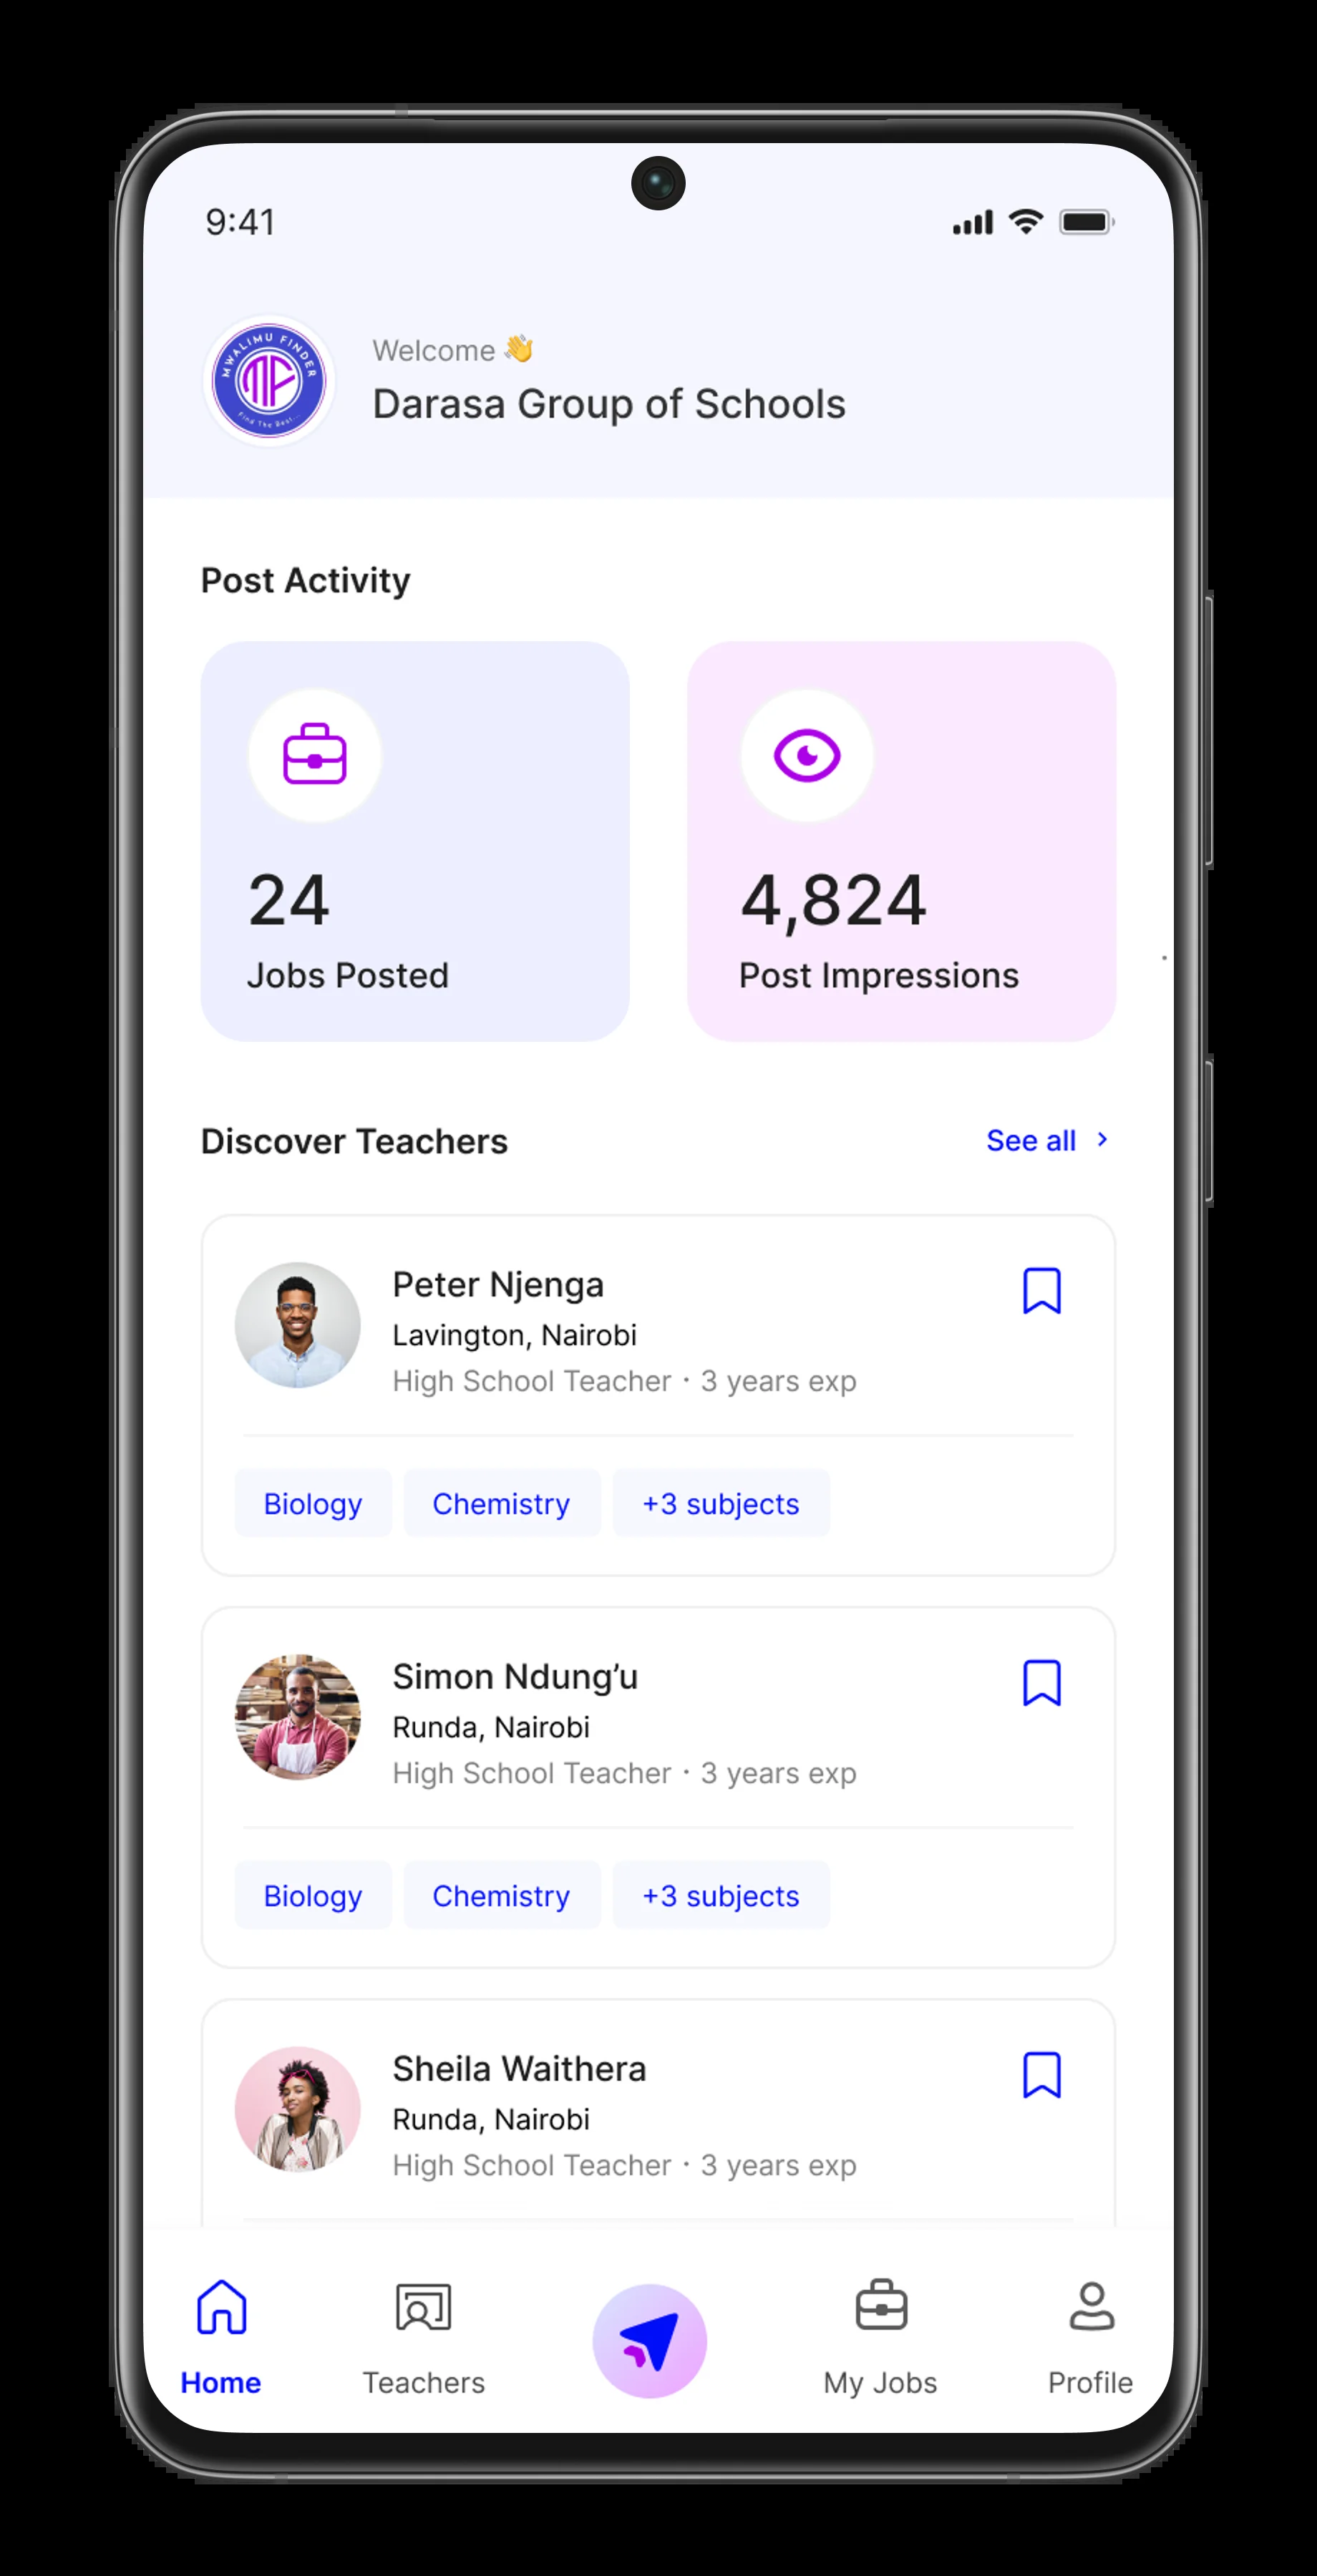 9:41
MWALIMU FINDER
MF
Find The Best...
Welcome 👋
Darasa Group of Schools
Post Activity
24
Jobs Posted
4,824
Post Impressions
Discover Teachers
See all >
Peter Njenga
Lavington, Nairobi
High School Teacher · 3 years exp
Biology Chemistry +3 subjects
Simon Ndung’u
Runda, Nairobi
High School Teacher · 3 years exp
Biology Chemistry +3 subjects
Sheila Waithera
Runda, Nairobi
High School Teacher · 3 years exp
Home Teachers My Jobs Profile